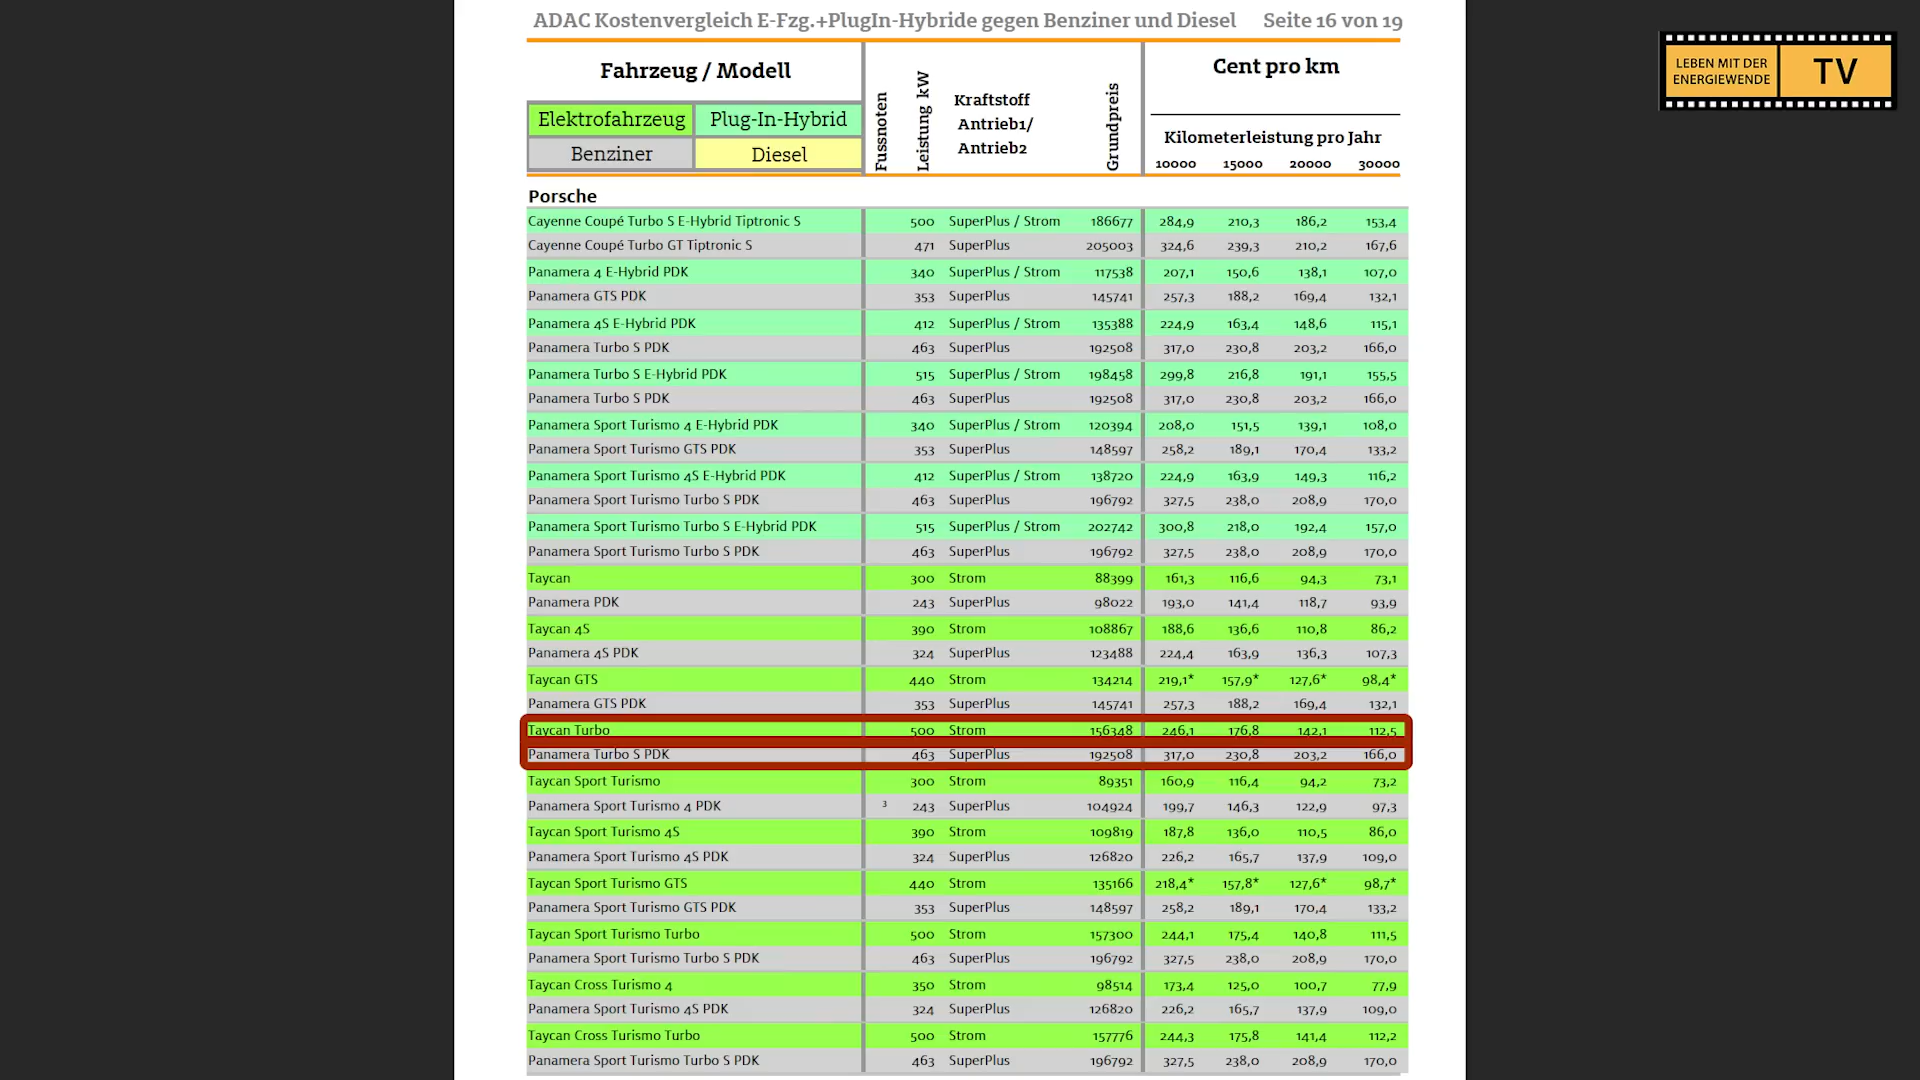 ADAC Kostenvergleich E-Fzg.+PlugIn-Hybride gegen Benziner und Diesel Seite 16 von 19
LEBEN MIT DER ENERGIEWENDE TV
Fahrzeug / Modell
Elektrofahrzeug Plug-In-Hybrid
Benziner Diesel
Fussnoten
Leistung kW
Kraftstoff
Antrieb1/
Antrieb2
Grundpreis
Cent pro km
Kilometerleistung pro Jahr
10000 15000 20000 30000
Porsche
Cayenne Coupé Turbo S E-Hybrid Tiptronic S 500 SuperPlus / Strom 186677 284,9 210,3 186,2 153,4
Cayenne Coupé Turbo GT Tiptronic S 471 SuperPlus 205003 324,6 239,3 210,2 167,6
Panamera 4 E-Hybrid PDK 340 SuperPlus / Strom 117538 207,1 150,6 138,1 107,0
Panamera GTS PDK 353 SuperPlus 145741 257,3 188,2 169,4 132,1
Panamera 4S E-Hybrid PDK 412 SuperPlus / Strom 135388 224,9 163,4 148,6 115,1
Panamera Turbo S PDK 463 SuperPlus 192508 317,0 230,8 203,2 166,0
Panamera Turbo S E-Hybrid PDK 515 SuperPlus / Strom 198458 299,8 216,8 191,1 155,5
Panamera Turbo S PDK 463 SuperPlus 192508 317,0 230,8 203,2 166,0
Panamera Sport Turismo 4 E-Hybrid PDK 340 SuperPlus / Strom 120394 208,0 151,5 139,1 108,0
Panamera Sport Turismo GTS PDK 353 SuperPlus 148597 258,2 189,1 170,4 133,2
Panamera Sport Turismo 4S E-Hybrid PDK 412 SuperPlus / Strom 138720 224,9 163,9 149,3 116,2
Panamera Sport Turismo Turbo S PDK 463 SuperPlus 196792 327,5 238,0 208,9 170,0
Panamera Sport Turismo Turbo S E-Hybrid PDK 515 SuperPlus / Strom 202742 300,8 218,0 192,4 157,0
Panamera Sport Turismo Turbo S PDK 463 SuperPlus 196792 327,5 238,0 208,9 170,0
Taycan 300 Strom 88399 161,3 116,6 94,3 73,1
Panamera PDK 243 SuperPlus 98022 193,0 141,4 118,7 93,9
Taycan 4S 390 Strom 108867 188,6 136,6 110,8 86,2
Panamera 4S PDK 324 SuperPlus 123488 224,4 163,9 136,3 107,3
Taycan GTS 440 Strom 134214 219,1* 157,9* 127,6* 98,4*
Panamera GTS PDK 353 SuperPlus 145741 257,3 188,2 169,4 132,1
Taycan Turbo 500 Strom 156348 246,1 176,8 142,1 112,5
Panamera Turbo S PDK 463 SuperPlus 192508 317,0 230,8 203,2 166,0
Taycan Sport Turismo 300 Strom 89351 160,9 116,4 94,2 73,2
Panamera Sport Turismo 4 PDK 3 243 SuperPlus 104924 199,7 146,3 122,9 97,3
Taycan Sport Turismo 4S 390 Strom 109819 187,8 136,0 110,5 86,0
Panamera Sport Turismo 4S PDK 324 SuperPlus 126820 226,2 165,7 137,9 109,0
Taycan Sport Turismo GTS 440 Strom 135166 218,4* 157,8* 127,6* 98,7*
Panamera Sport Turismo GTS PDK 353 SuperPlus 148597 258,2 189,1 170,4 133,2
Taycan Sport Turismo Turbo 500 Strom 157300 244,1 175,4 140,8 111,5
Panamera Sport Turismo Turbo S PDK 463 SuperPlus 196792 327,5 238,0 208,9 170,0
Taycan Cross Turismo 4 350 Strom 98514 173,4 125,0 100,7 77,9
Panamera Sport Turismo 4S PDK 324 SuperPlus 126820 226,2 165,7 137,9 109,0
Taycan Cross Turismo Turbo 500 Strom 157776 244,3 175,8 141,4 112,2
Panamera Sport Turismo Turbo S PDK 463 SuperPlus 196792 327,5 238,0 208,9 170,0